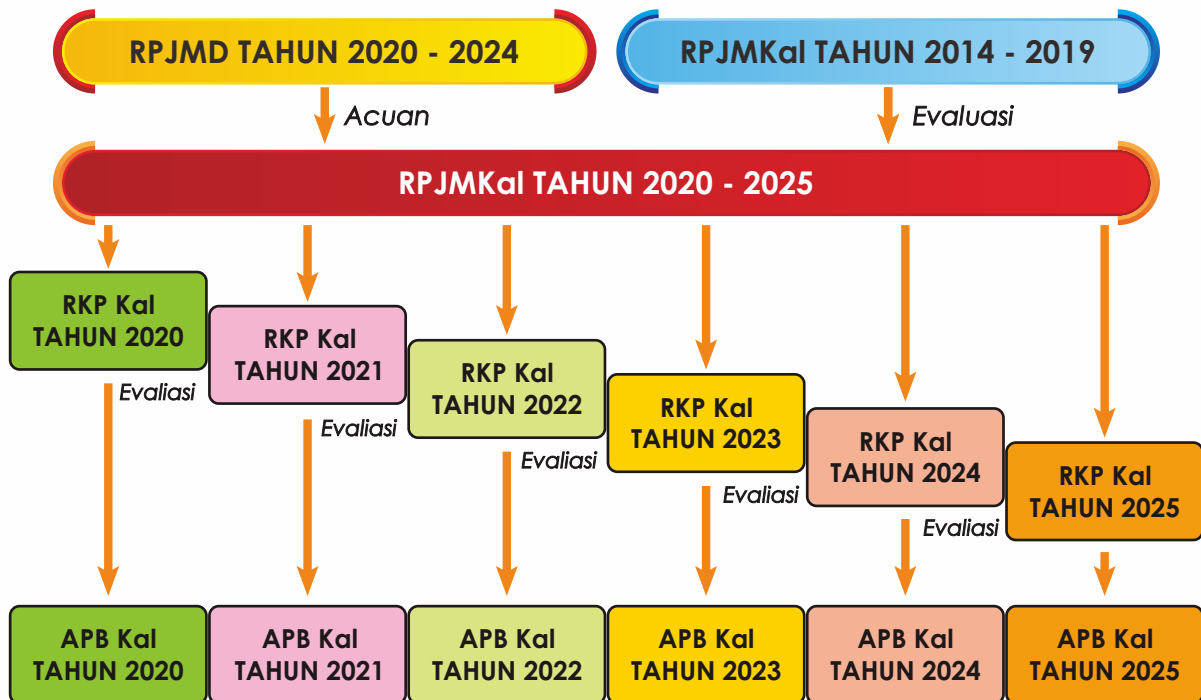 RPJMD TAHUN 2020 - 2024
RPJMKal TAHUN 2014 - 2019
Acuan
Evaluasi
RPJMKal TAHUN 2020 - 2025
RKP Kal
TAHUN 2020
Evaliasi
RKP Kal
TAHUN 2021
Evaliasi
RKP Kal
TAHUN 2022
Evaliasi
RKP Kal
TAHUN 2023
Evaliasi
RKP Kal
TAHUN 2024
Evaliasi
RKP Kal
TAHUN 2025
APB Kal
TAHUN 2020
APB Kal
TAHUN 2021
APB Kal
TAHUN 2022
APB Kal
TAHUN 2023
APB Kal
TAHUN 2024
APB Kal
TAHUN 2025